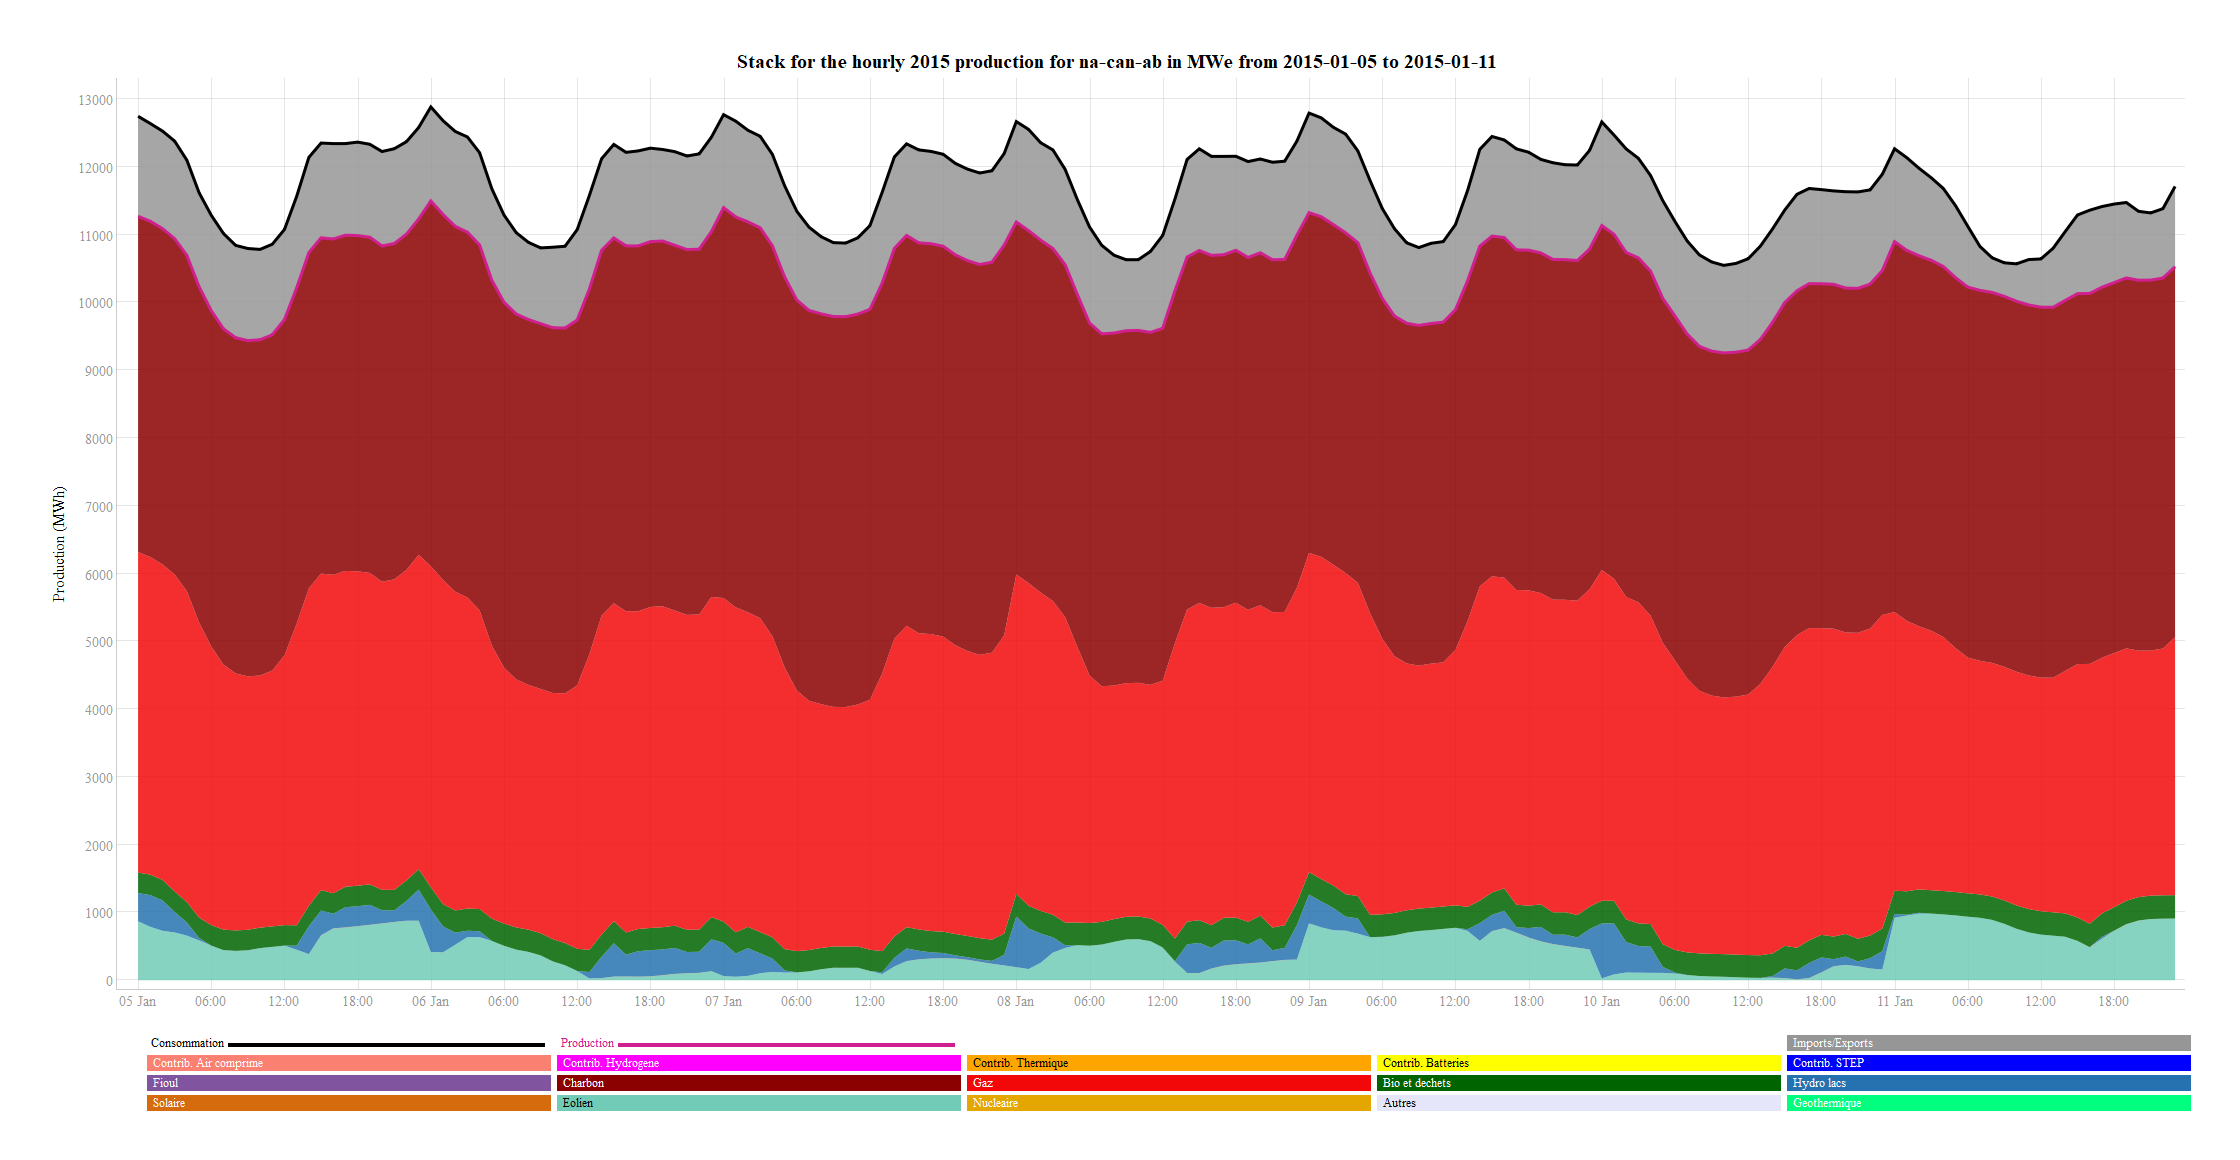 Stack for the hourly 2015 production for na-can-ab in MWe from 2015-01-05 to 2015-01-11
Production (MWh)
13000
12000
11000
10000
9000
8000
7000
6000
5000
4000
3000
2000
1000
0
05 Jan 06:00 12:00 18:00 06 Jan 06:00 12:00 18:00 07 Jan 06:00 12:00 18:00 08 Jan 06:00 12:00 18:00 09 Jan 06:00 12:00 18:00 10 Jan 06:00 12:00 18:00 11 Jan 06:00 12:00 18:00
Consommation Production Imports/Exports
Contrib. Air comprime Contrib. Hydrogene Contrib. Thermique Contrib. Batteries Contrib. STEP
Fioul Charbon Gaz Bio et dechets Hydro lacs
Solaire Eolien Nucleaire Autres Geothermique